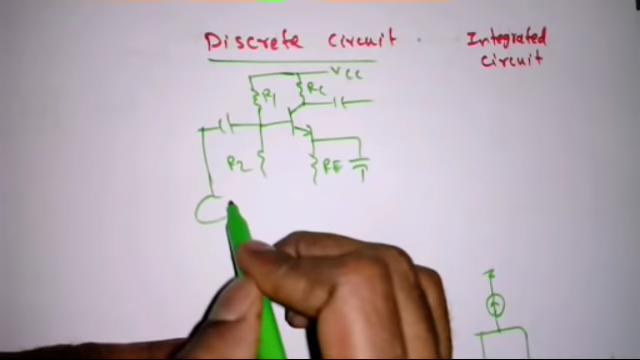 Discrete circuit
Integrated
circuit
VCC
R1
RC
R2
RE